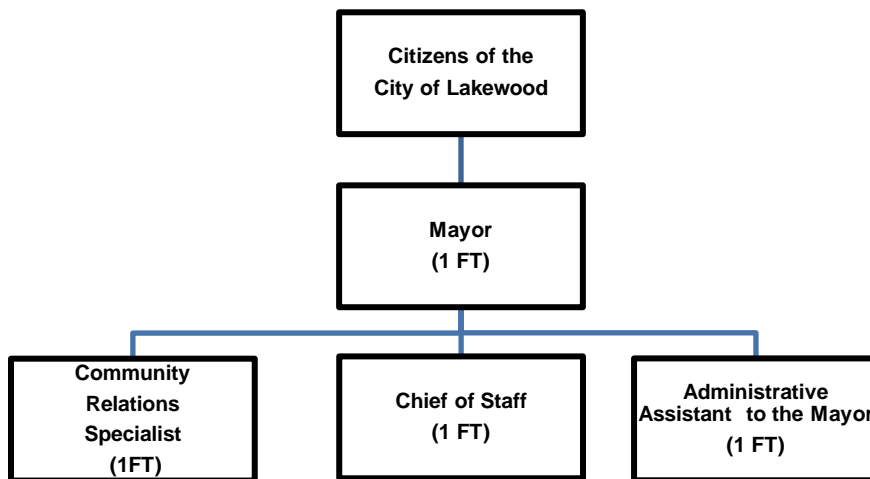 Citizens of the
City of Lakewood
Mayor
(1 FT)
Community
Relations
Specialist
(1FT)
Chief of Staff
(1 FT)
Administrative
Assistant to the Mayor
(1 FT)